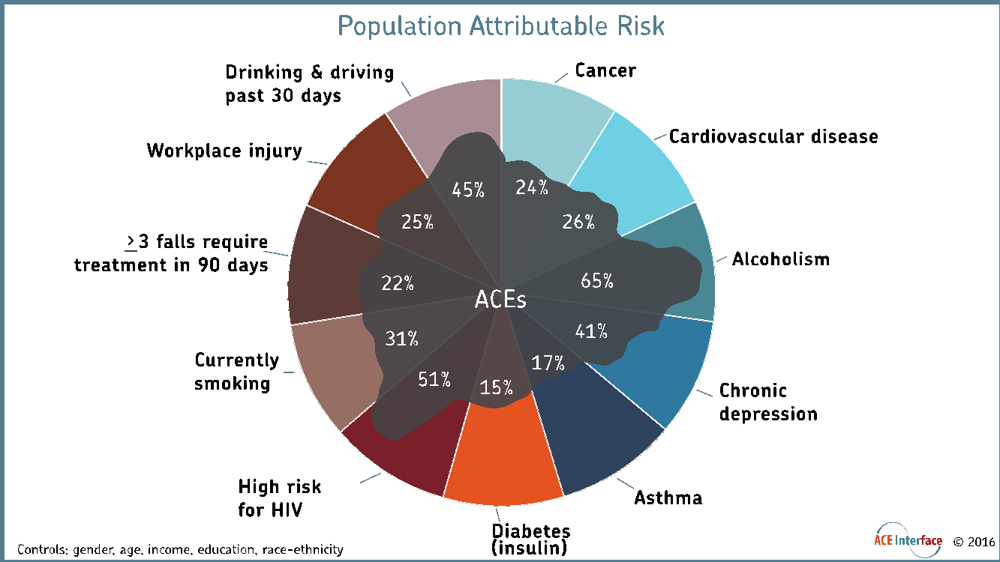 Population Attributable Risk
Drinking & driving
past 30 days
Cancer
Workplace injury
Cardiovascular disease
≥3 falls require
treatment in 90 days
Alcoholism
Currently
smoking
Chronic
depression
High risk
for HIV
Asthma
Diabetes
(insulin)
45%
24%
25%
26%
22%
65%
ACEs
31%
41%
51%
15%
17%
Controls: gender, age, income, education, race-ethnicity
ACE Interface © 2016